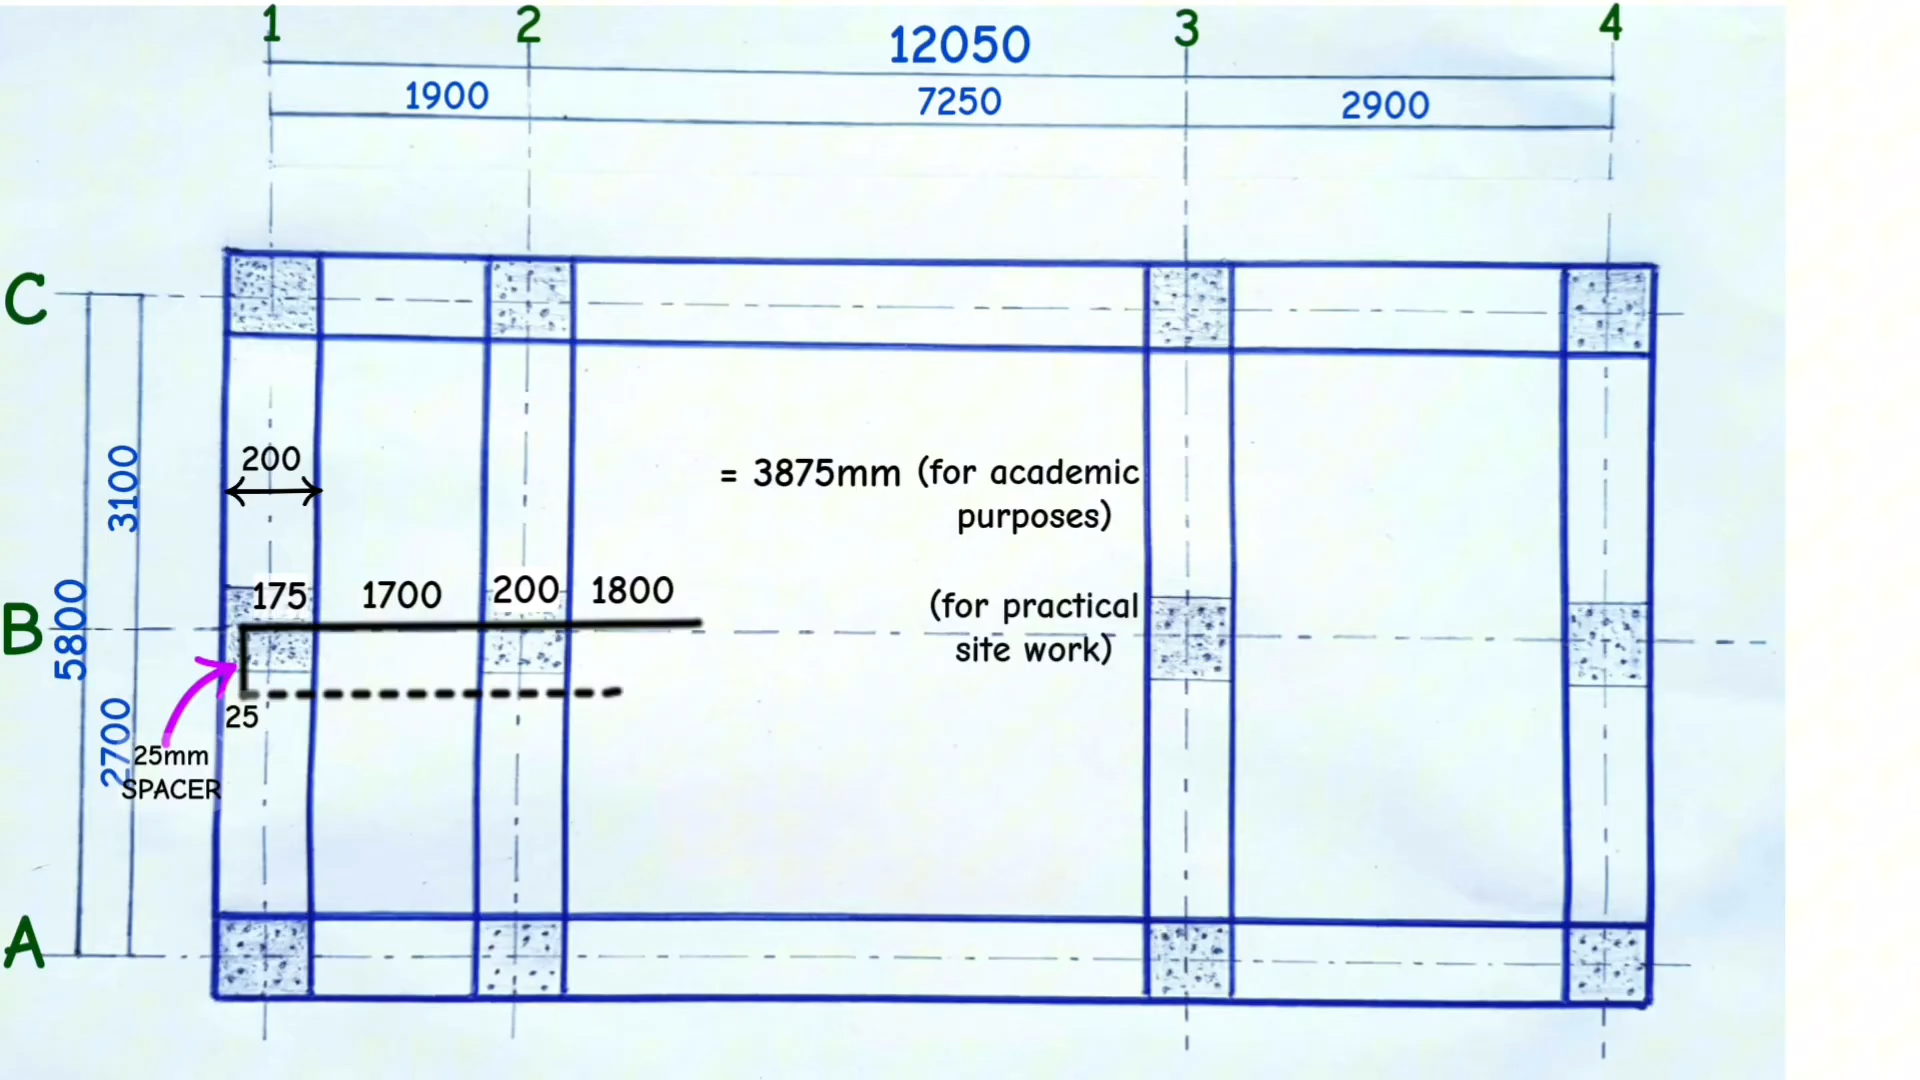 1 2 3 4
12050
1900 7250 2900
C
3100
5800
B
2700
A
200
= 3875mm (for academic
purposes)
175 1700 200 1800
(for practical
site work)
25
25mm
SPACER